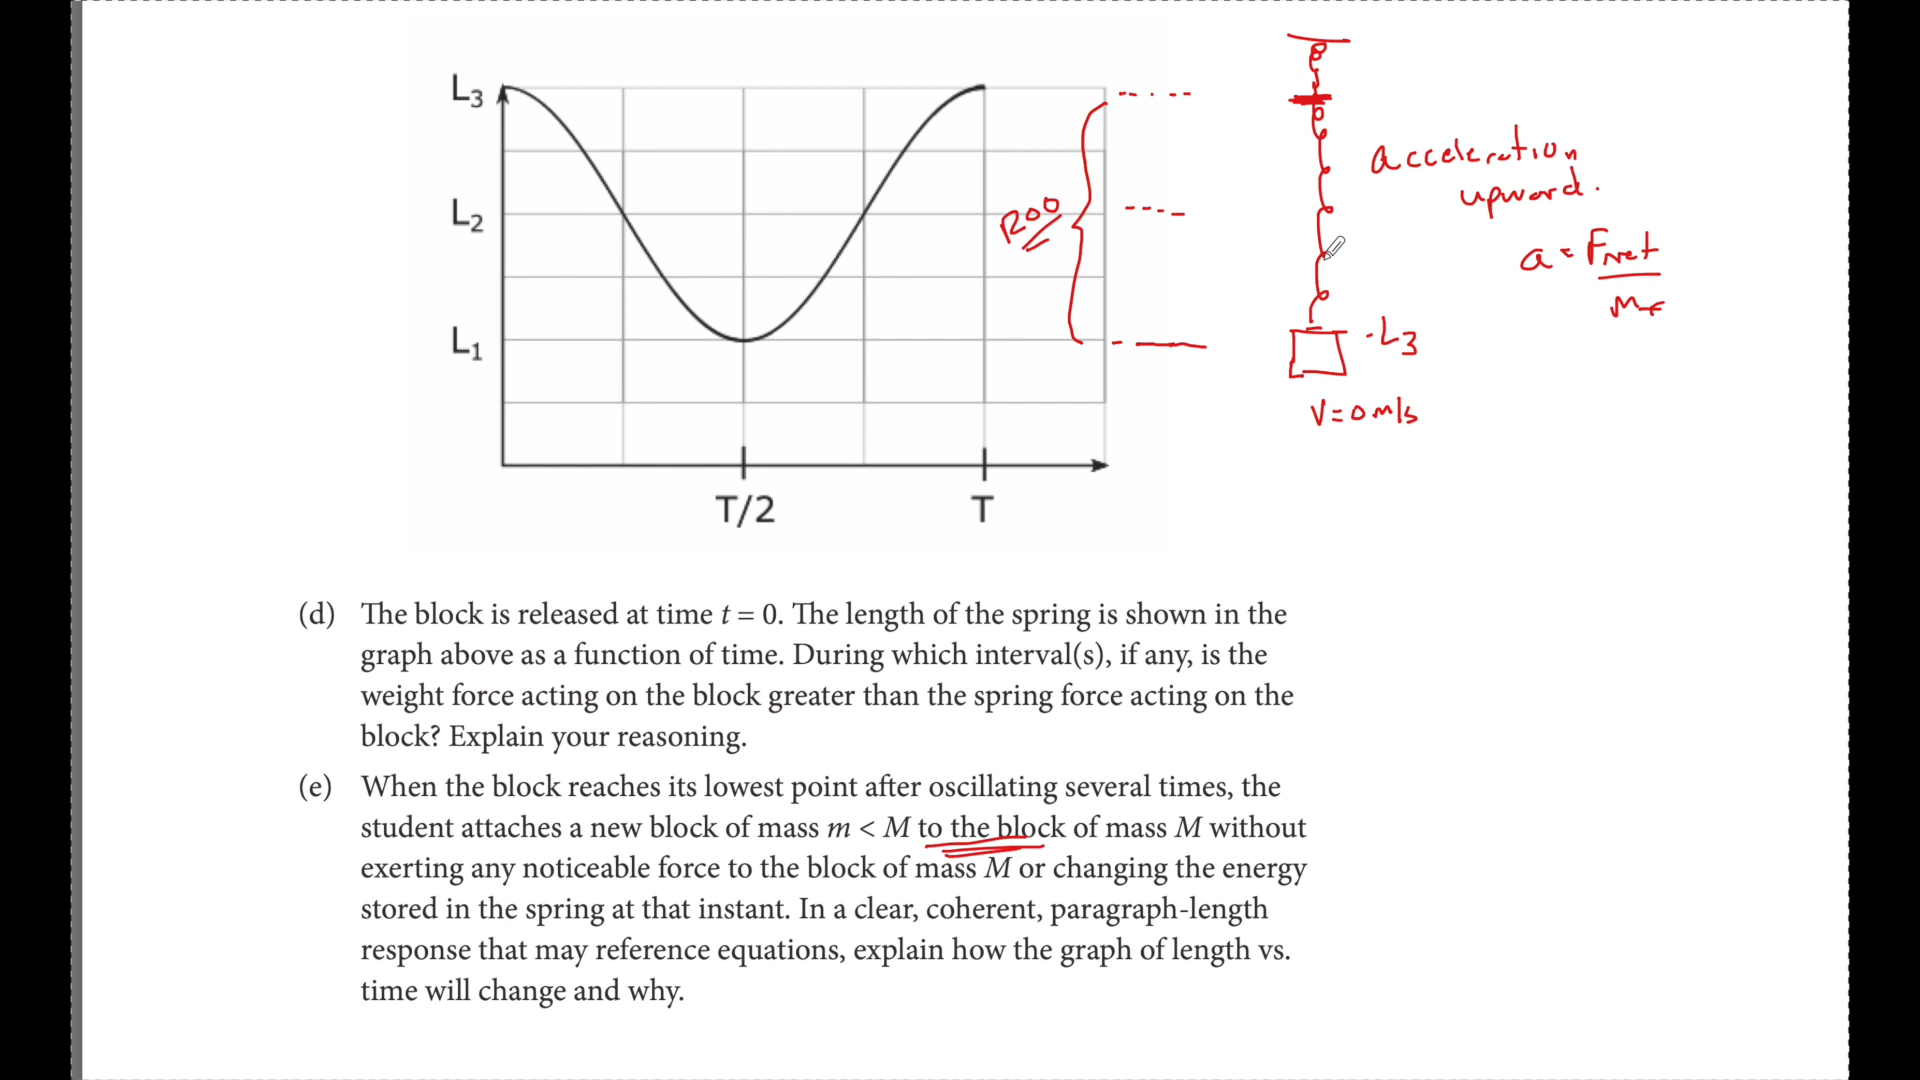 L3
L2
L1
T/2
T
acceleration
upward.
a = Fnet
L3
V = 0 m/s
(d) The block is released at time t = 0. The length of the spring is shown in the
graph above as a function of time. During which interval(s), if any, is the
weight force acting on the block greater than the spring force acting on the
block? Explain your reasoning.
(e) When the block reaches its lowest point after oscillating several times, the
student attaches a new block of mass m < M to the block of mass M without
exerting any noticeable force to the block of mass M or changing the energy
stored in the spring at that instant. In a clear, coherent, paragraph-length
response that may reference equations, explain how the graph of length vs.
time will change and why.